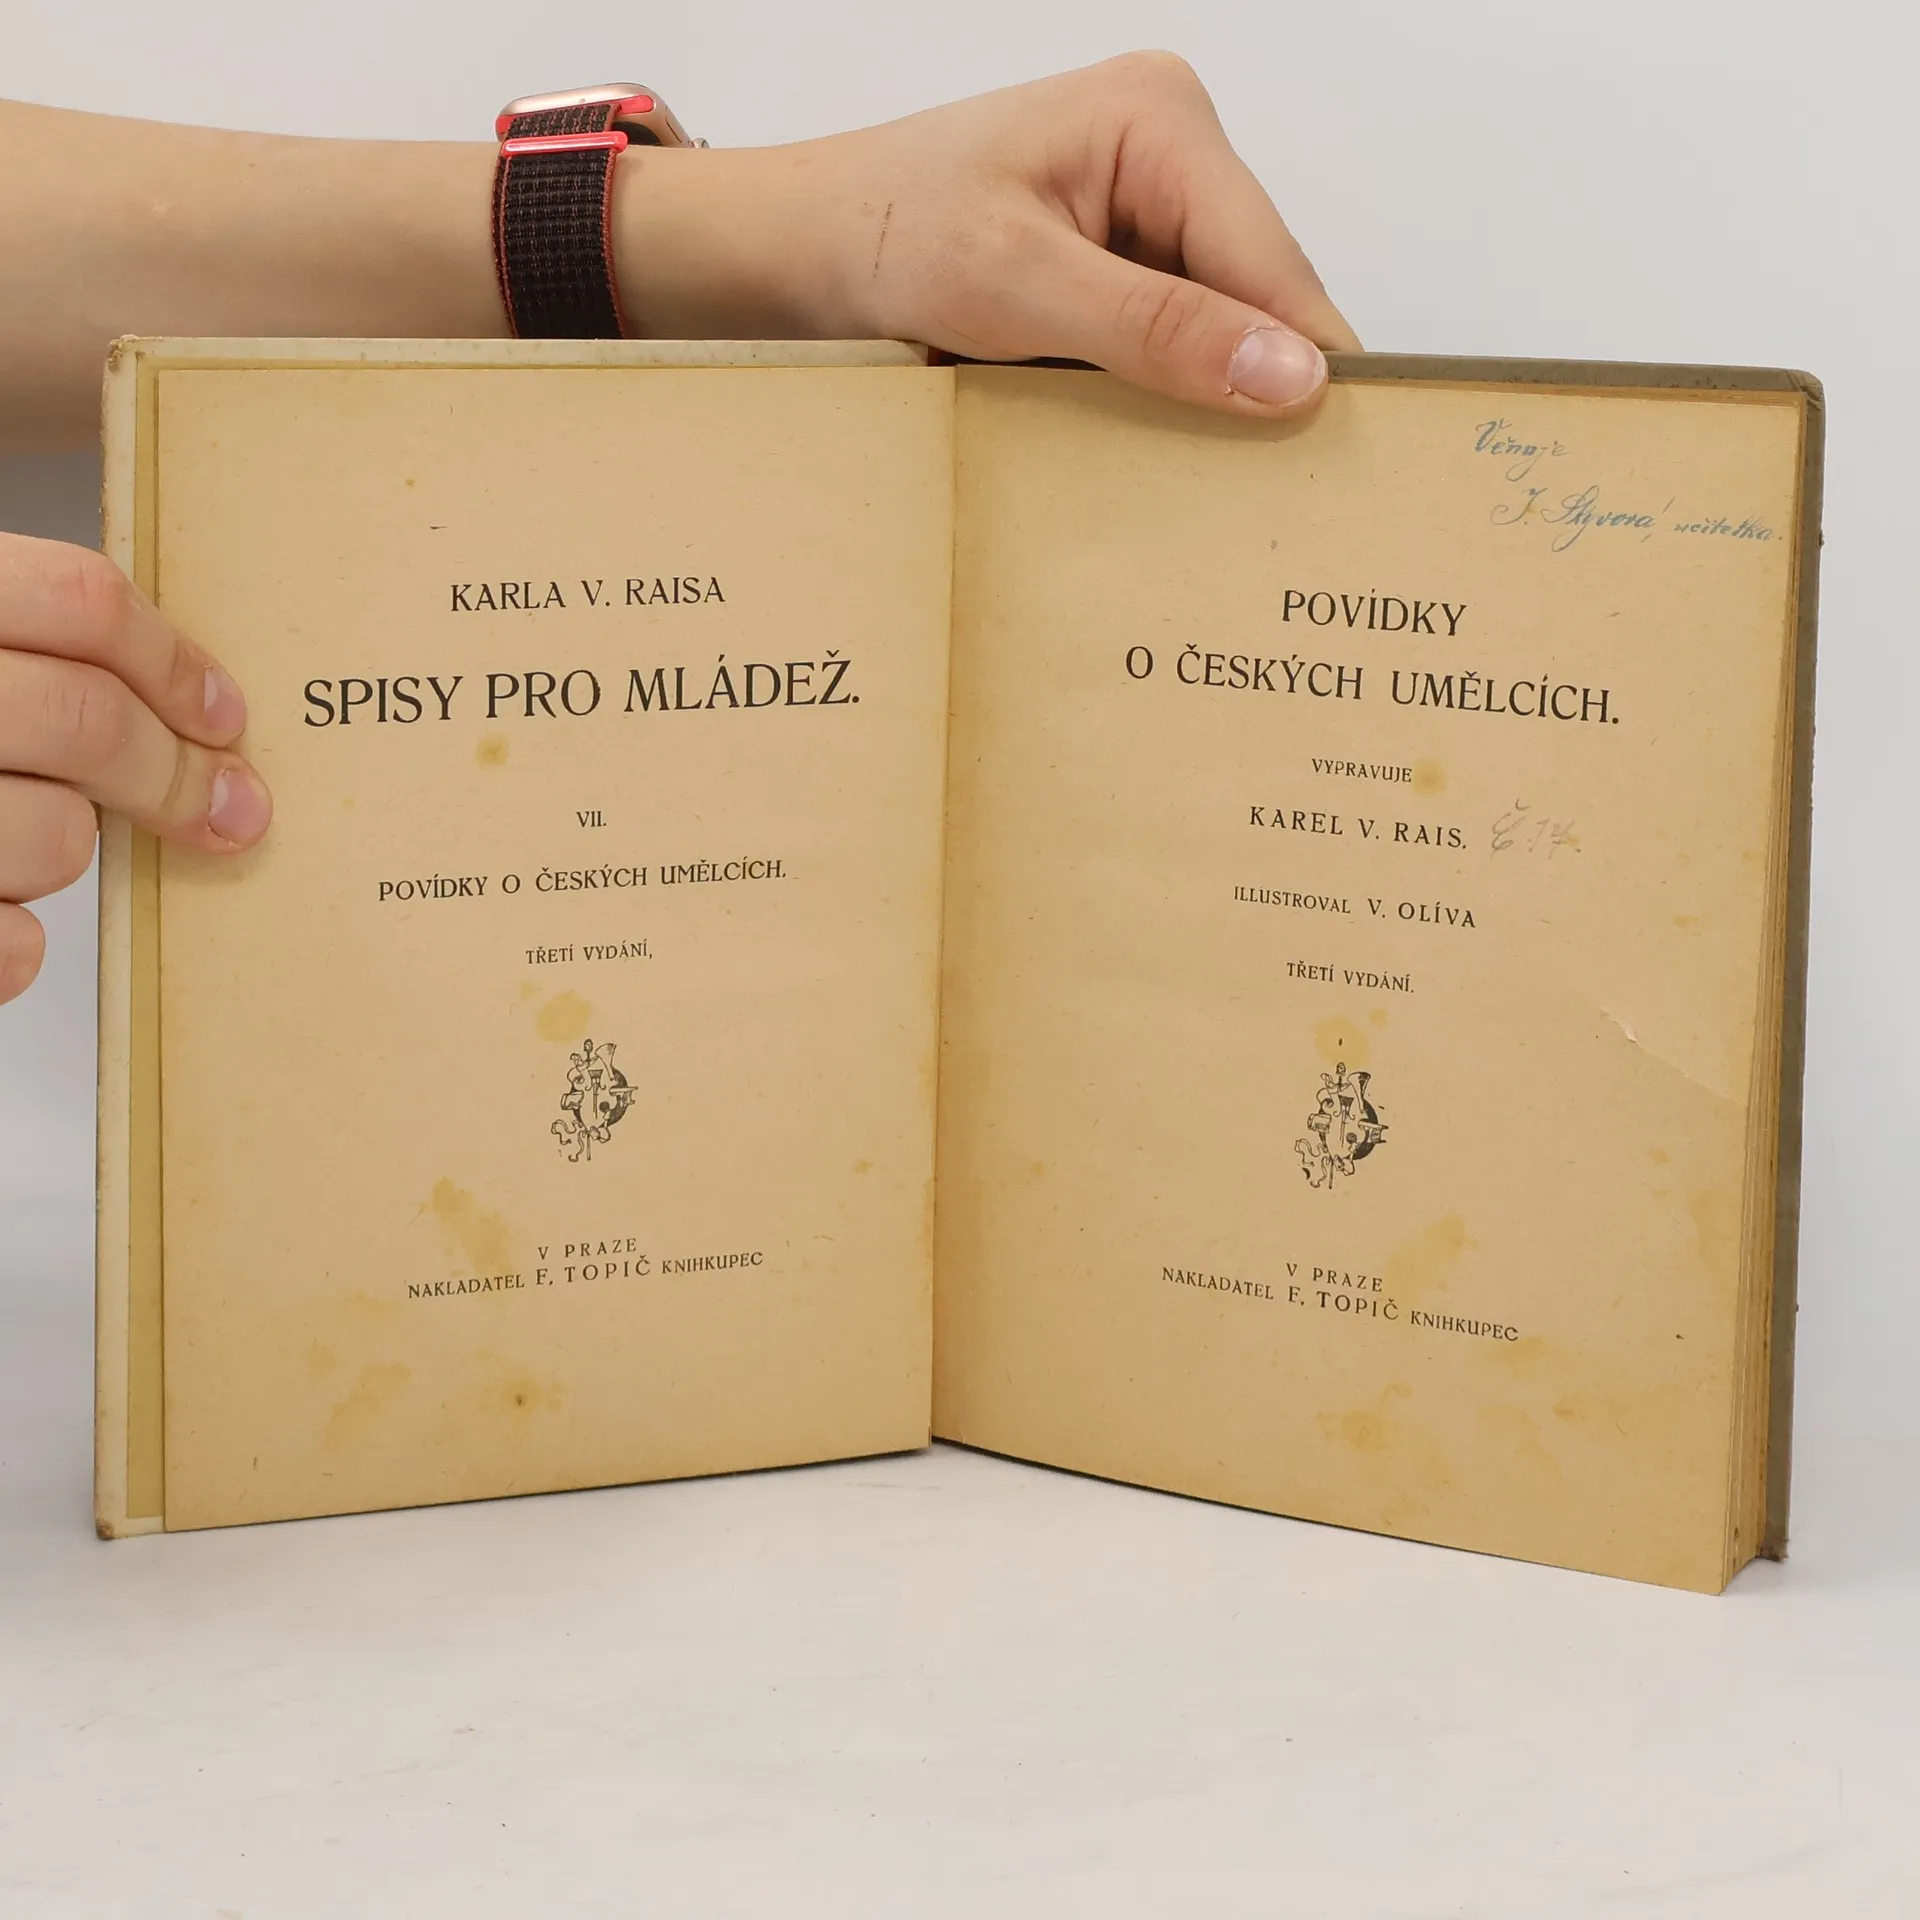 KARLA V. RAISA
SPISY PRO MLÁDEŽ.
VII.
POVÍDKY O ČESKÝCH UMĚLCÍCH.
TŘETÍ VYDÁNÍ,
V PRAZE
NAKLADATEL F. TOPIČ KNIHKUPEC
Věnuje
J. učitelka.
POVÍDKY
O ČESKÝCH UMĚLCÍCH.
VYPRAVUJE
KAREL V. RAIS. Č. 17.
ILLUSTROVAL V. OLÍVA
TŘETÍ VYDÁNÍ.
V PRAZE
NAKLADATEL F. TOPIČ KNIHKUPEC